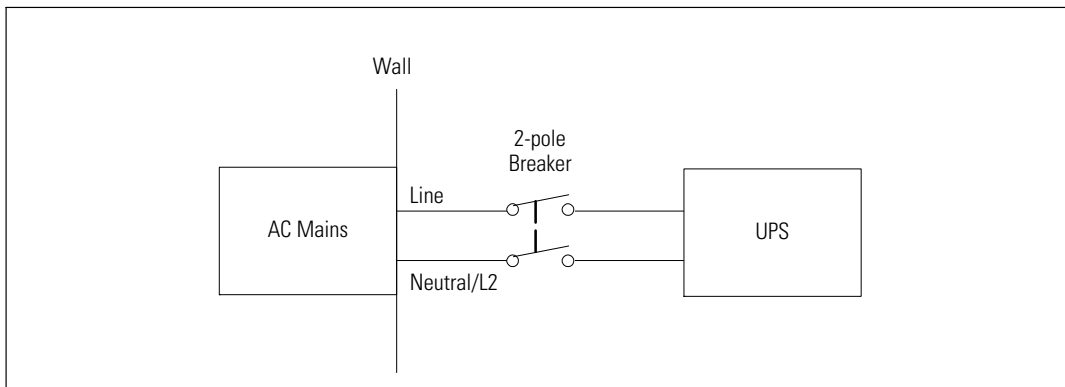 Wall
2-pole
Breaker
Line
AC Mains
UPS
Neutral/L2